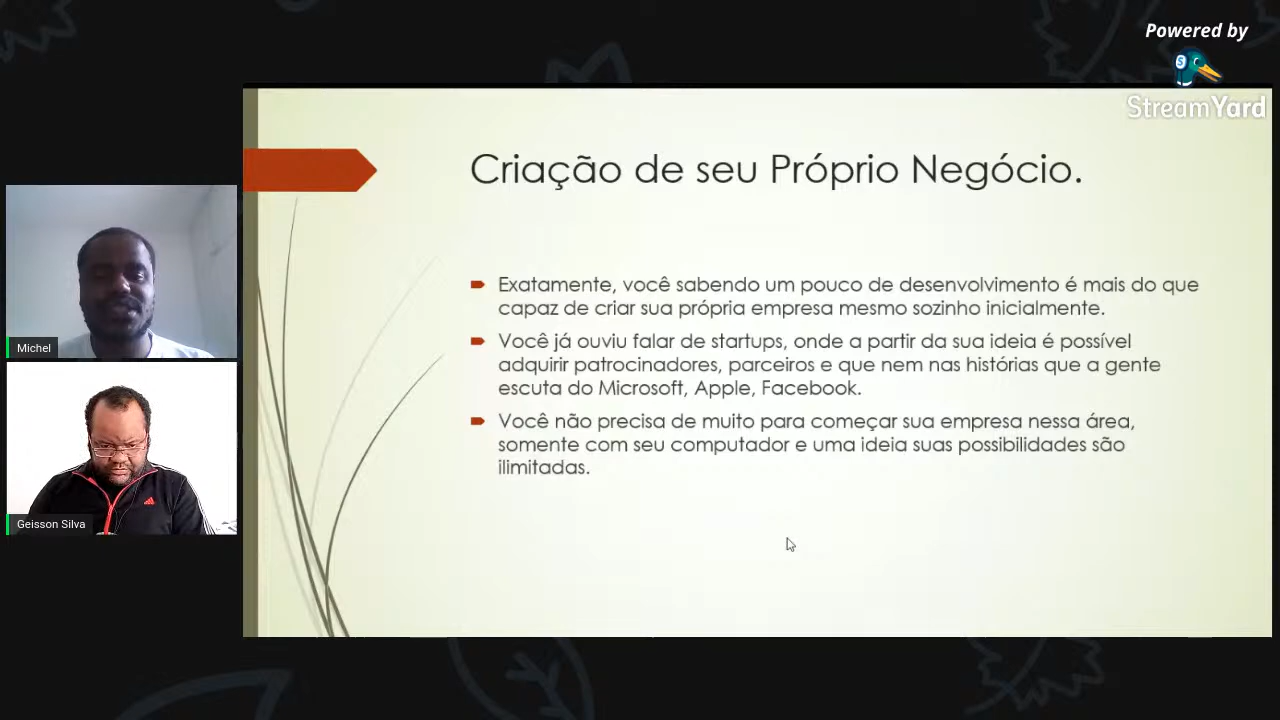 Powered by
StreamYard
Criação de seu Próprio Negócio.
Exatamente, você sabendo um pouco de desenvolvimento é mais do que
capaz de criar sua própria empresa mesmo sozinho inicialmente.
Você já ouviu falar de startups, onde a partir da sua ideia é possível
adquirir patrocinadores, parceiros e que nem nas histórias que a gente
escuta do Microsoft, Apple, Facebook.
Você não precisa de muito para começar sua empresa nessa área,
somente com seu computador e uma ideia suas possibilidades são
ilimitadas.
Michel
Geisson Silva